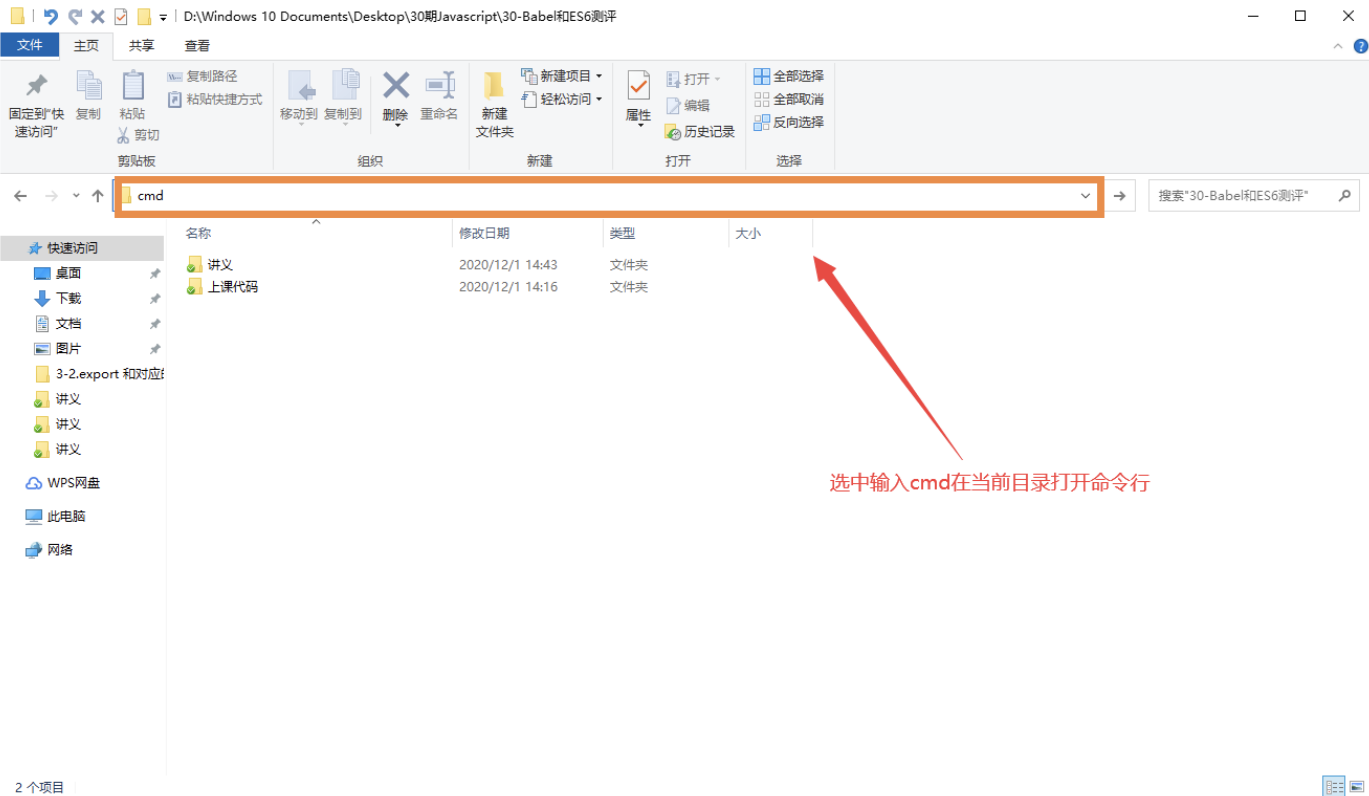 D:\Windows 10 Documents\Desktop\30期Javascript\30-Babel和ES6测评
文件 主页 共享 查看
固定到"快速访问"
复制
粘贴
复制路径
粘贴快捷方式
剪切
剪贴板
移动到 复制到 删除 重命名
组织
新建
文件夹
新建项目
轻松访问
新建
属性
打开
编辑
历史记录
打开
全部选择
全部取消
反向选择
选择
cmd
搜索"30-Babel和ES6测评"
名称 修改日期 类型 大小
讲义 2020/12/1 14:43 文件夹
上课代码 2020/12/1 14:16 文件夹
快速访问
桌面
下载
文档
图片
3-2.export 和对应
讲义
讲义
讲义
WPS网盘
此电脑
网络
选中输入cmd在当前目录打开命令行
2 个项目